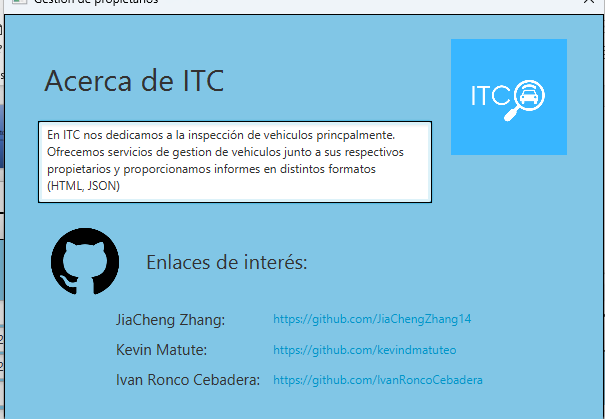 Gestión de propietarios
Acerca de ITC
ITC
En ITC nos dedicamos a la inspección de vehiculos princpalmente.
Ofrecemos servicios de gestion de vehiculos junto a sus respectivos
propietarios y proporcionamos informes en distintos formatos
(HTML, JSON)
Enlaces de interés:
JiaCheng Zhang: https://github.com/JiaChengZhang14
Kevin Matute: https://github.com/kevindmatuteo
Ivan Ronco Cebadera: https://github.com/IvanRoncoCebadera